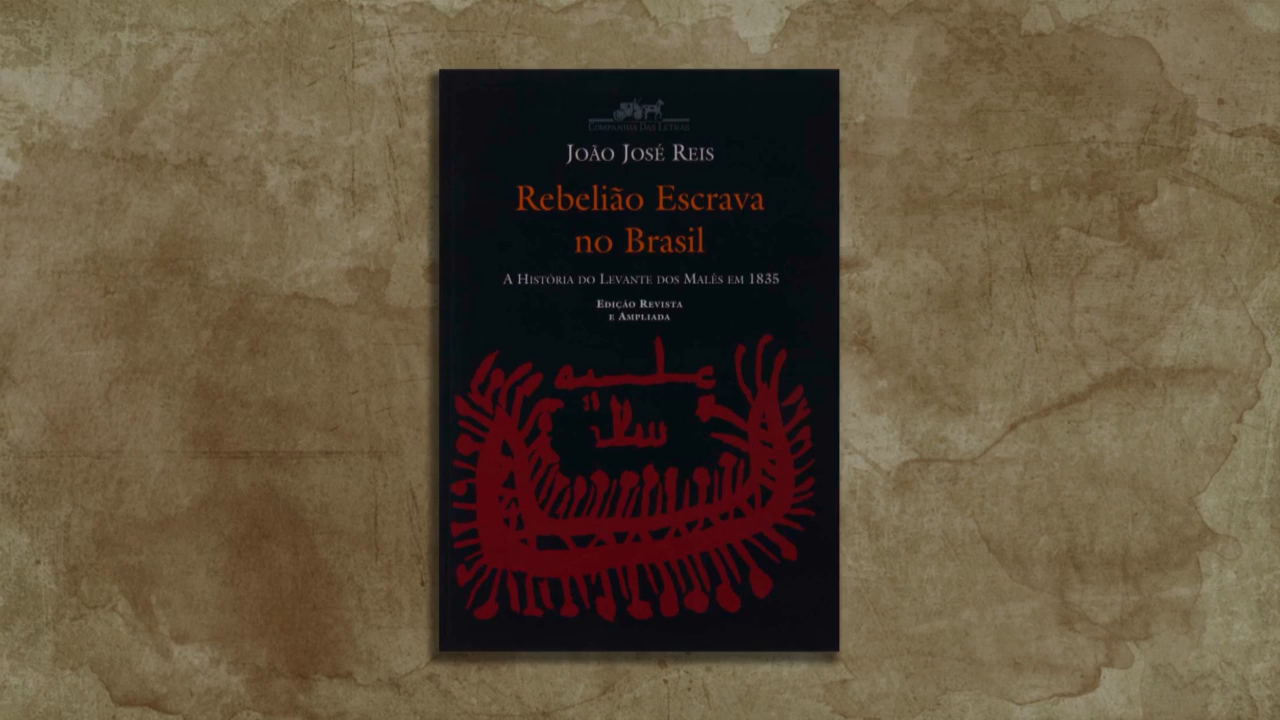 COMPANHIA DAS LETRAS
JOÃO JOSÉ REIS
Rebelião Escrava
no Brasil
A HISTÓRIA DO LEVANTE DOS MALÊS EM 1835
EDIÇÃO REVISTA
E AMPLIADA